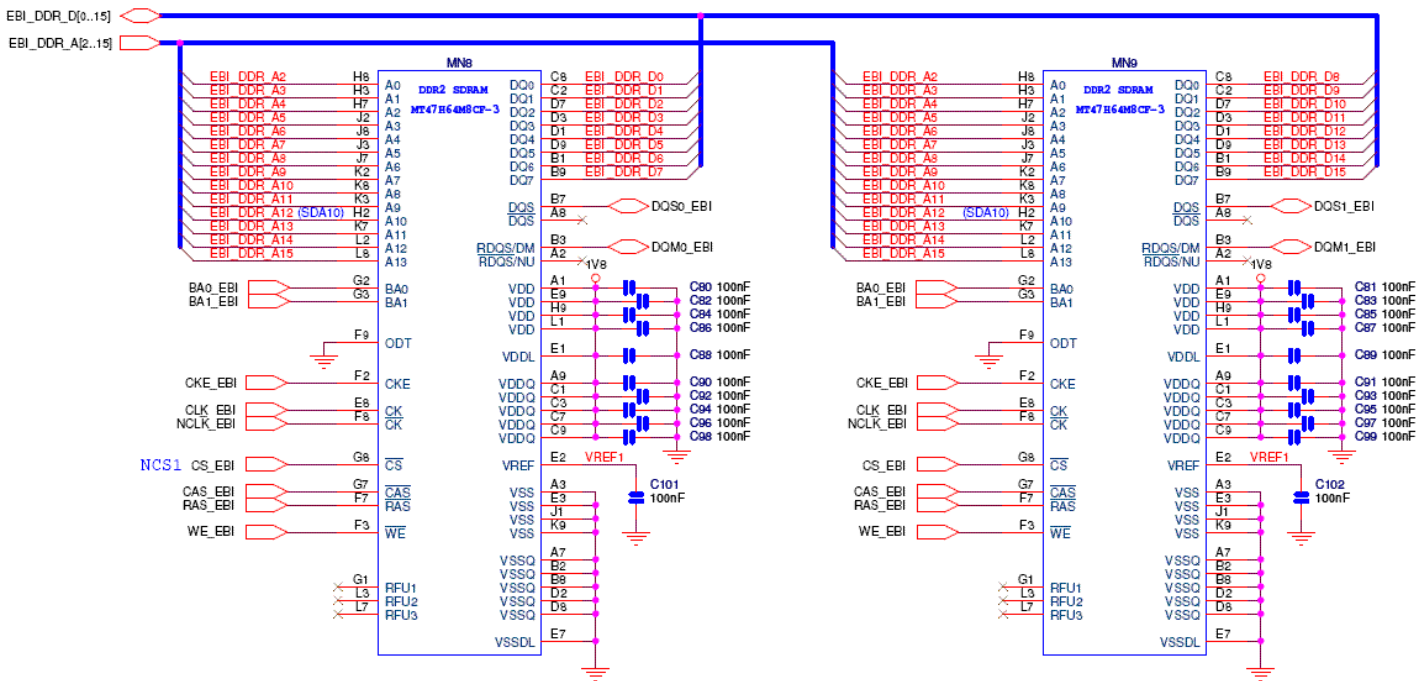 EBI_DDR_D[0..15]
EBI_DDR_A[2..15]
MN8
DDR2 SDRAM
MT47H64M8CF-3
EBI_DDR_A2 H8 A0
EBI_DDR_A3 H3 A1
EBI_DDR_A4 H7 A2
EBI_DDR_A5 J2 A3
EBI_DDR_A6 J8 A4
EBI_DDR_A7 J3 A5
EBI_DDR_A8 J7 A6
EBI_DDR_A9 K2 A7
EBI_DDR_A10 K8 A8
EBI_DDR_A11 K3 A9
EBI_DDR_A12 (SDA10) H2 A10
EBI_DDR_A13 K7 A11
EBI_DDR_A14 L2 A12
EBI_DDR_A15 L8 A13
BA0_EBI G2 BA0
BA1_EBI G3 BA1
F9 ODT
CKE_EBI F2 CKE
CLK_EBI E8 CK
NCLK_EBI F8 CK
NCS1 CS_EBI G8 CS
CAS_EBI G7 CAS
RAS_EBI F7 RAS
WE_EBI F3 WE
G1 RFU1
L3 RFU2
L7 RFU3
DQ0 C8 EBI_DDR_D0
DQ1 C2 EBI_DDR_D1
DQ2 D7 EBI_DDR_D2
DQ3 D3 EBI_DDR_D3
DQ4 D1 EBI_DDR_D4
DQ5 D9 EBI_DDR_D5
DQ6 B1 EBI_DDR_D6
DQ7 B9 EBI_DDR_D7
DQS B7 DQS0_EBI
DQS A8
RDQS/DM B3 DQM0_EBI
RDQS/NU A2
1V8
VDD A1 C80 100nF
VDD E9 C82 100nF
VDD H9 C84 100nF
VDD L1 C86 100nF
VDDL E1 C88 100nF
VDDQ A9 C90 100nF
VDDQ C1 C92 100nF
VDDQ C3 C94 100nF
VDDQ C7 C96 100nF
VDDQ C9 C98 100nF
VREF E2 VREF1
C101
100nF
VSS A3
VSS E3
VSS J1
VSS K9
VSSQ A7
VSSQ B2
VSSQ B8
VSSQ D2
VSSQ D8
VSSDL E7
MN9
DDR2 SDRAM
MT47H64M8CF-3
EBI_DDR_A2 H8 A0
EBI_DDR_A3 H3 A1
EBI_DDR_A4 H7 A2
EBI_DDR_A5 J2 A3
EBI_DDR_A6 J8 A4
EBI_DDR_A7 J3 A5
EBI_DDR_A8 J7 A6
EBI_DDR_A9 K2 A7
EBI_DDR_A10 K8 A8
EBI_DDR_A11 K3 A9
EBI_DDR_A12 (SDA10) H2 A10
EBI_DDR_A13 K7 A11
EBI_DDR_A14 L2 A12
EBI_DDR_A15 L8 A13
BA0_EBI G2 BA0
BA1_EBI G3 BA1
F9 ODT
CKE_EBI F2 CKE
CLK_EBI E8 CK
NCLK_EBI F8 CK
CS_EBI G8 CS
CAS_EBI G7 CAS
RAS_EBI F7 RAS
WE_EBI F3 WE
G1 RFU1
L3 RFU2
L7 RFU3
DQ0 C8 EBI_DDR_D8
DQ1 C2 EBI_DDR_D9
DQ2 D7 EBI_DDR_D10
DQ3 D3 EBI_DDR_D11
DQ4 D1 EBI_DDR_D12
DQ5 D9 EBI_DDR_D13
DQ6 B1 EBI_DDR_D14
DQ7 B9 EBI_DDR_D15
DQS B7 DQS1_EBI
DQS A8
RDQS/DM B3 DQM1_EBI
RDQS/NU A2
1V8
VDD A1 C81 100nF
VDD E9 C83 100nF
VDD H9 C85 100nF
VDD L1 C87 100nF
VDDL E1 C89 100nF
VDDQ A9 C91 100nF
VDDQ C1 C93 100nF
VDDQ C3 C95 100nF
VDDQ C7 C97 100nF
VDDQ C9 C99 100nF
VREF E2 VREF1
C102
100nF
VSS A3
VSS E3
VSS J1
VSS K9
VSSQ A7
VSSQ B2
VSSQ B8
VSSQ D2
VSSQ D8
VSSDL E7